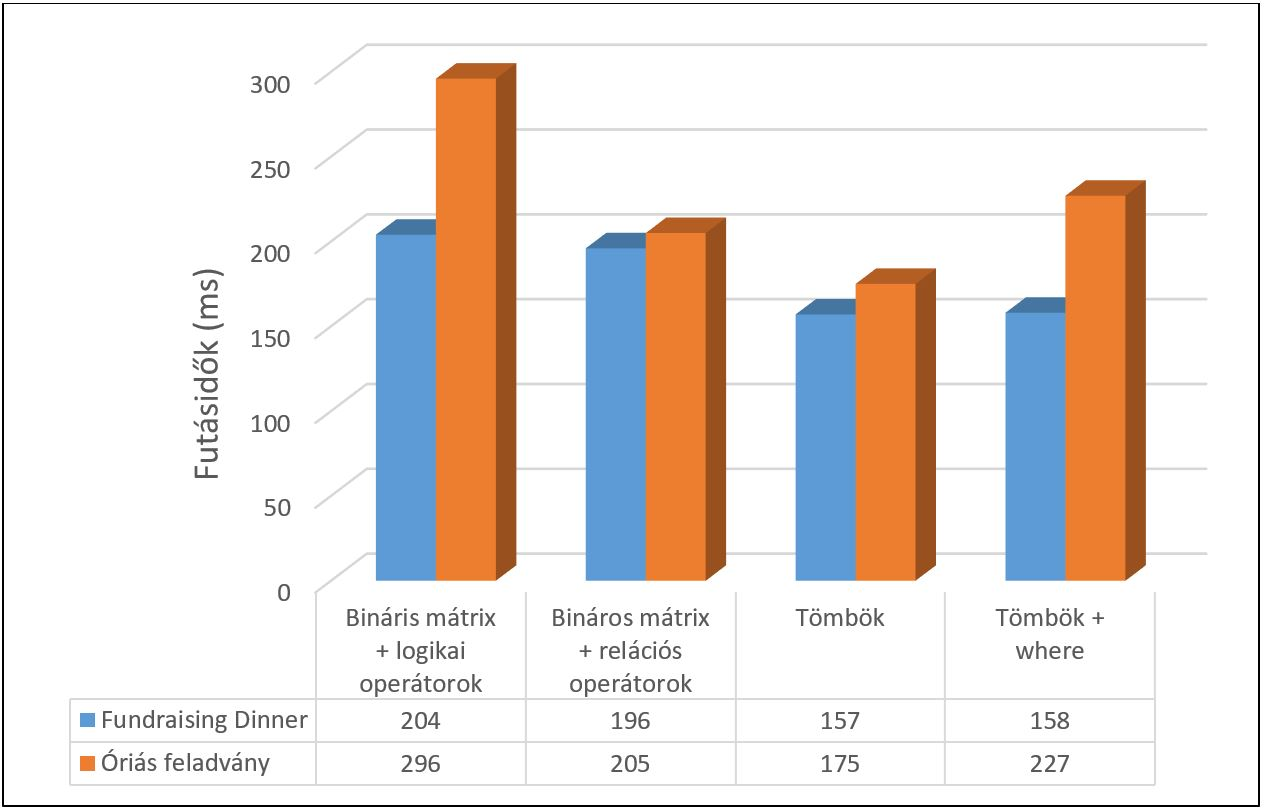 300
250
200
150
100
50
0
Futásidők (ms)
Bináris mátrix
+ logikai
operátorok
Bináros mátrix
+ relációs
operátorok
Tömbök
Tömbök +
where
Fundraising Dinner 204 196 157 158
Óriás feladvány 296 205 175 227